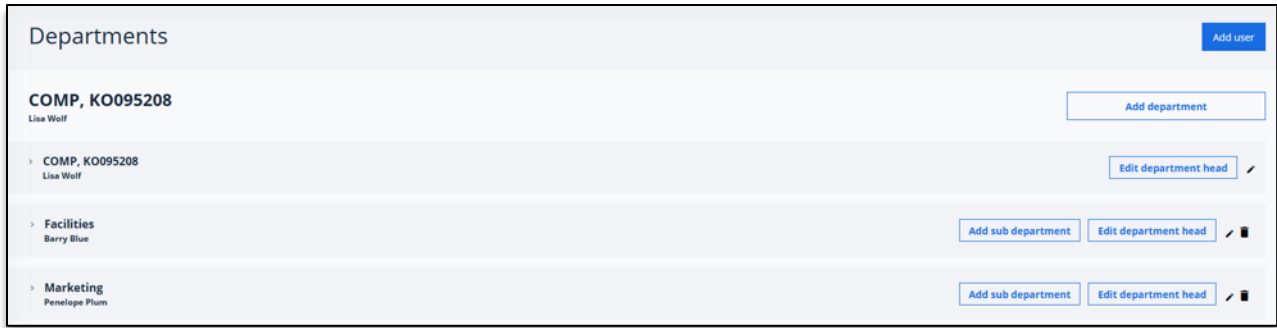 Departments
Add user
COMP, KO095208
Lisa Wolf
Add department
COMP, KO095208
Lisa Wolf
Edit department head
Facilities
Barry Blue
Add sub department
Edit department head
Marketing
Penelope Plum
Add sub department
Edit department head